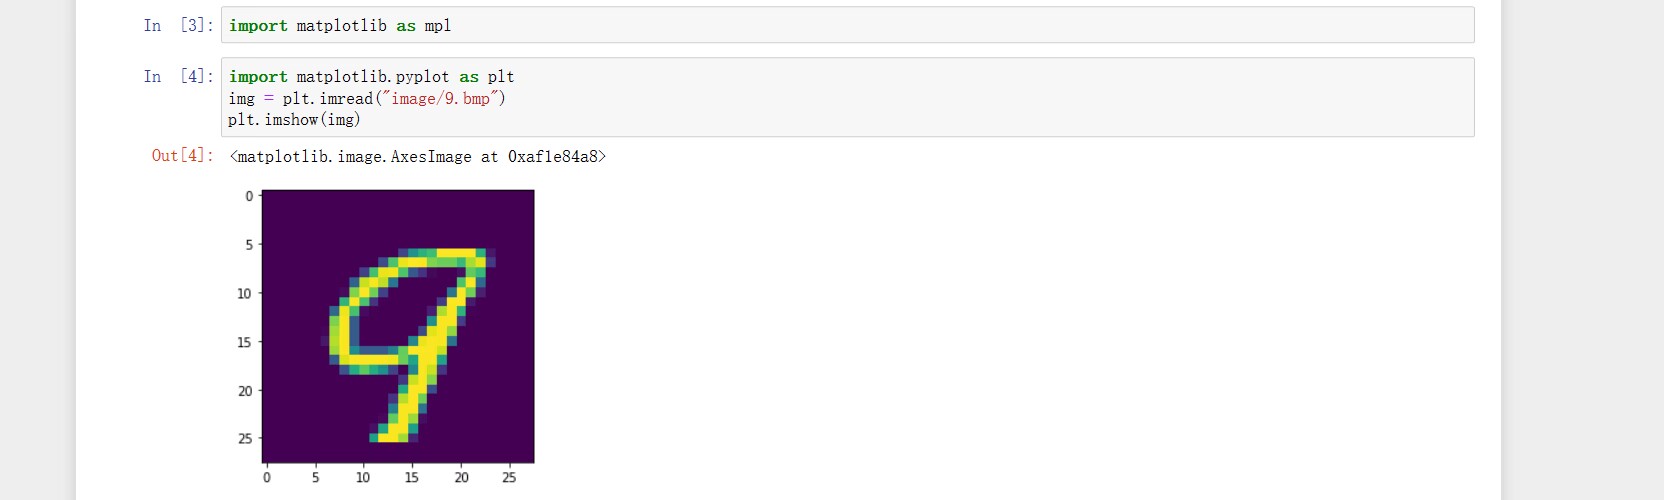 In [3]: import matplotlib as mpl
In [4]: import matplotlib.pyplot as plt
img = plt.imread("image/9.bmp")
plt.imshow(img)
Out[4]: <matplotlib.image.AxesImage at 0xaf1e84a8>
0
5
10
15
20
25
0 5 10 15 20 25
9